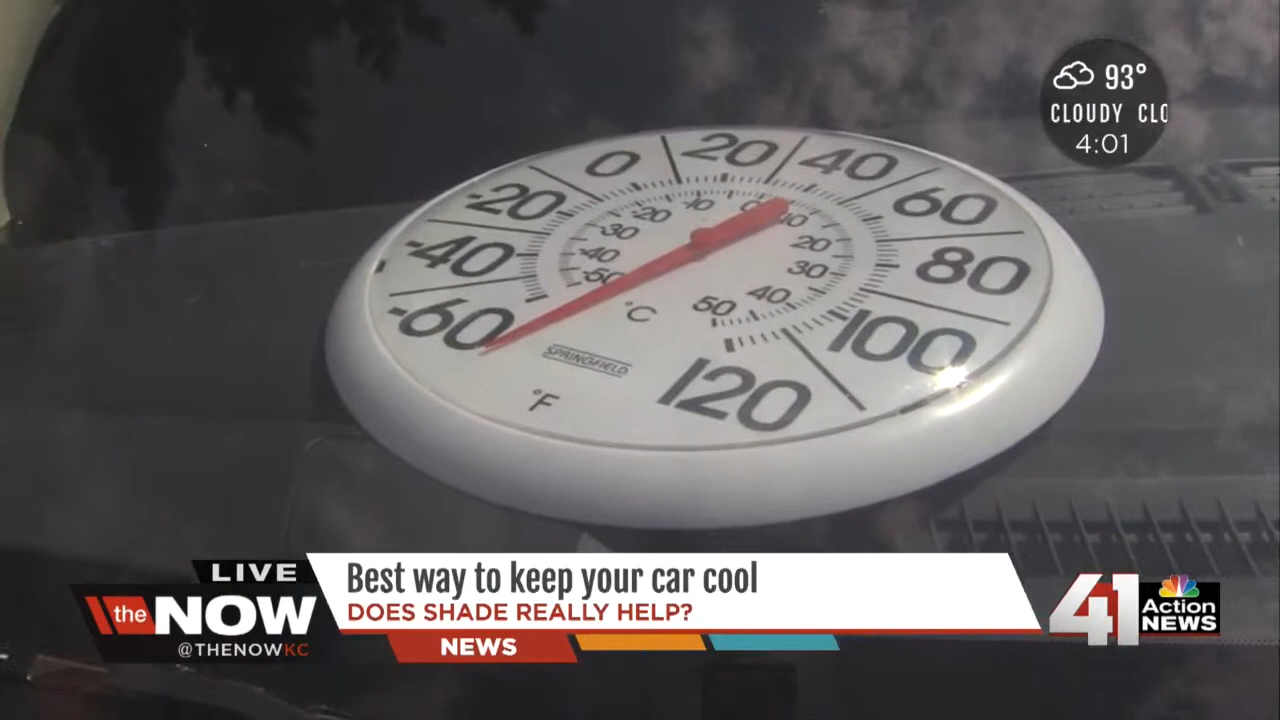 93°
CLOUDY CLO
4:01
-60
-40
-20
0
20
40
60
80
100
120
-50
-40
-30
-20
-10
0
10
20
30
40
50
°C
SPRINGFIELD
°F
LIVE
the NOW
@THENOWKC
Best way to keep your car cool
DOES SHADE REALLY HELP?
NEWS
41 Action
NEWS